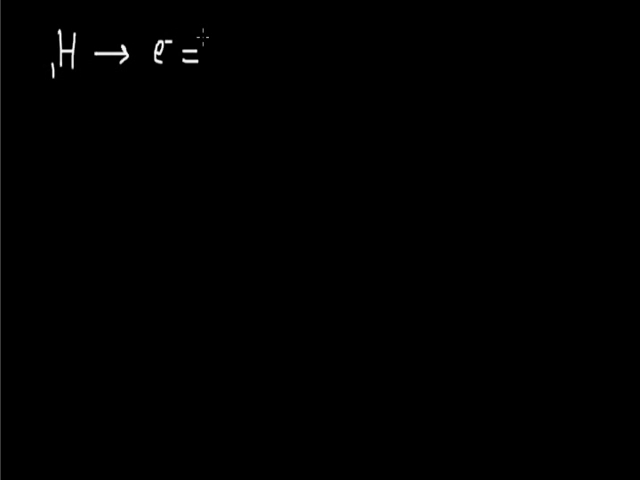 ₁H → e⁻ =